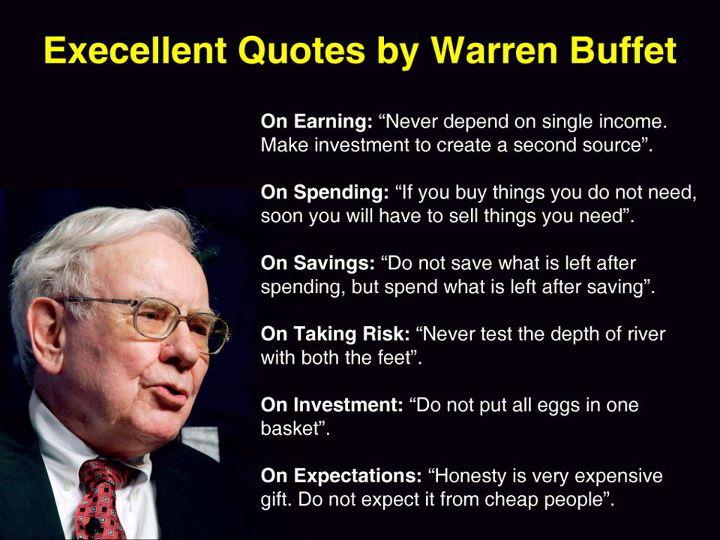 Execellent Quotes by Warren Buffet
On Earning: “Never depend on single income.
Make investment to create a second source”.
On Spending: “If you buy things you do not need,
soon you will have to sell things you need”.
On Savings: “Do not save what is left after
spending, but spend what is left after saving”.
On Taking Risk: “Never test the depth of river
with both the feet”.
On Investment: “Do not put all eggs in one
basket”.
On Expectations: “Honesty is very expensive
gift. Do not expect it from cheap people”.